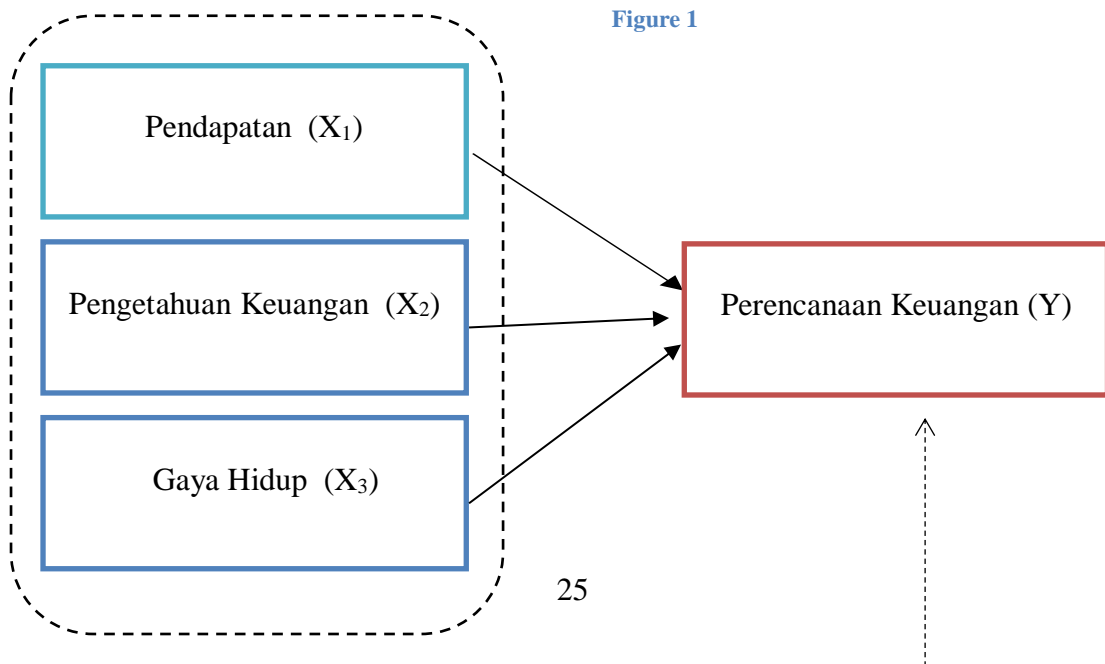 Figure 1
Pendapatan (X₁)
Pengetahuan Keuangan (X₂)
Perencanaan Keuangan (Y)
Gaya Hidup (X₃)
25